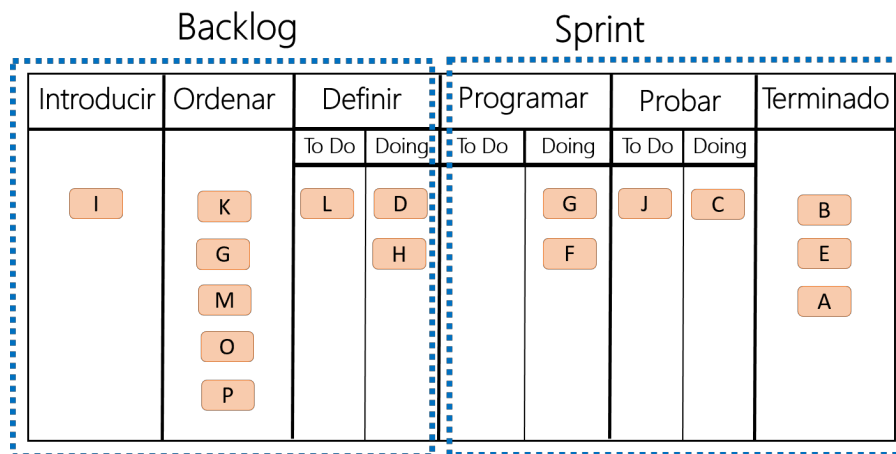 Backlog Sprint
Introducir Ordenar Definir Programar Probar Terminado
To Do Doing To Do Doing To Do Doing
I K L D G J C B
G H F E
M A
O
P